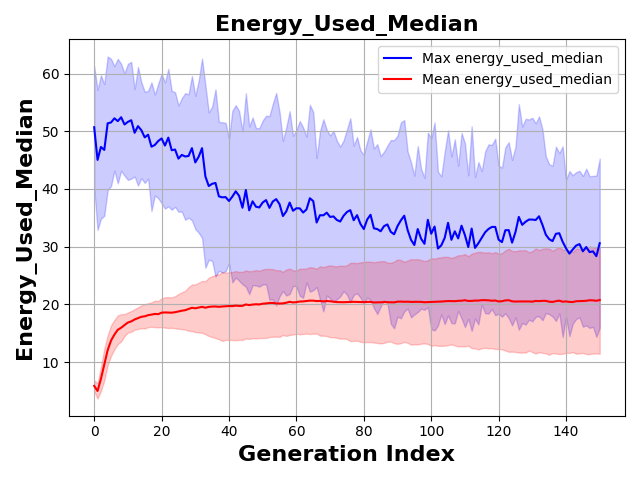 Energy_Used_Median
Max energy_used_median
Mean energy_used_median
Energy_Used_Median
60
50
40
30
20
10
0 20 40 60 80 100 120 140
Generation Index